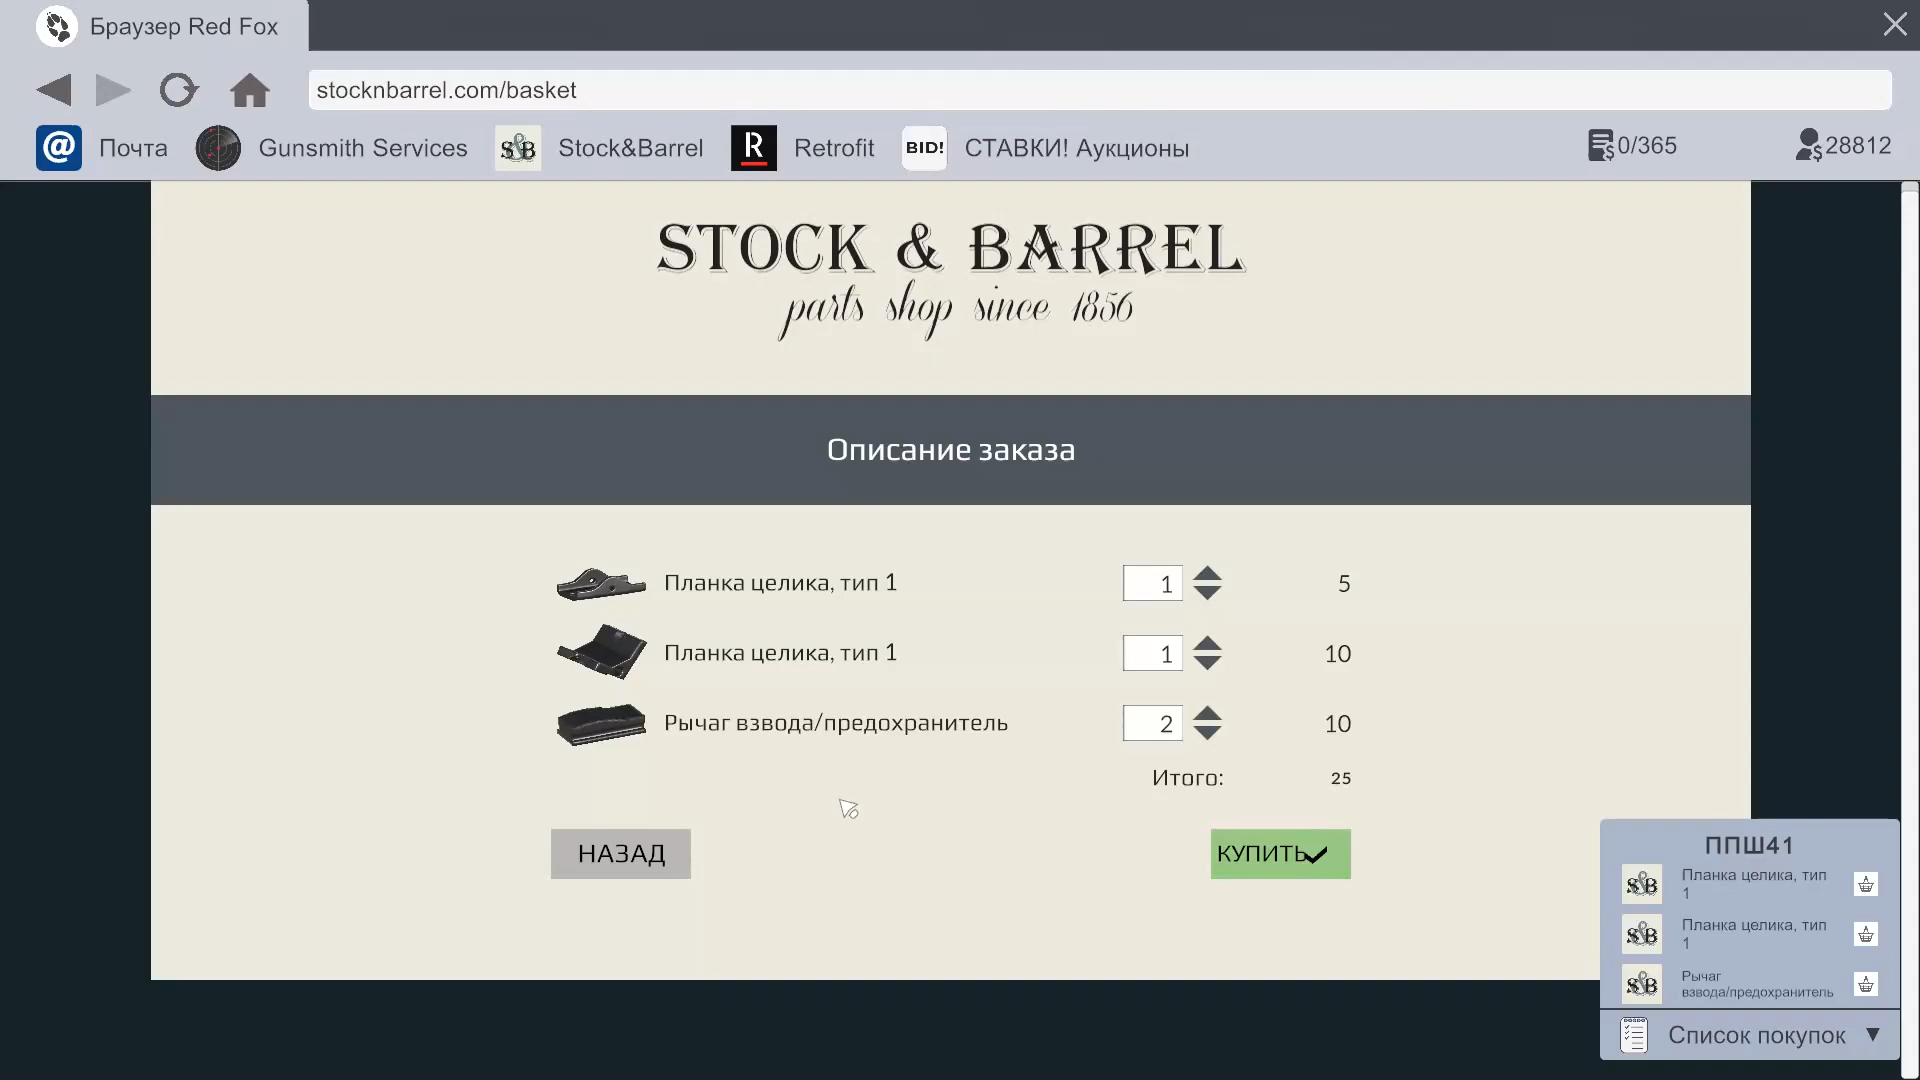 Браузер Red Fox
stocknbarrel.com/basket
@ Почта Gunsmith Services S&B Stock&Barrel R Retrofit BID! СТАВКИ! Аукционы 0/365 28812
STOCK & BARREL
parts shop since 1856
Описание заказа
Планка целика, тип 1 1 5
Планка целика, тип 1 1 10
Рычаг взвода/предохранитель 2 10
Итого: 25
НАЗАД КУПИТЬ
ППШ41
S&B Планка целика, тип
1
S&B Планка целика, тип
1
S&B Рычаг
взвода/предохранитель
Список покупок